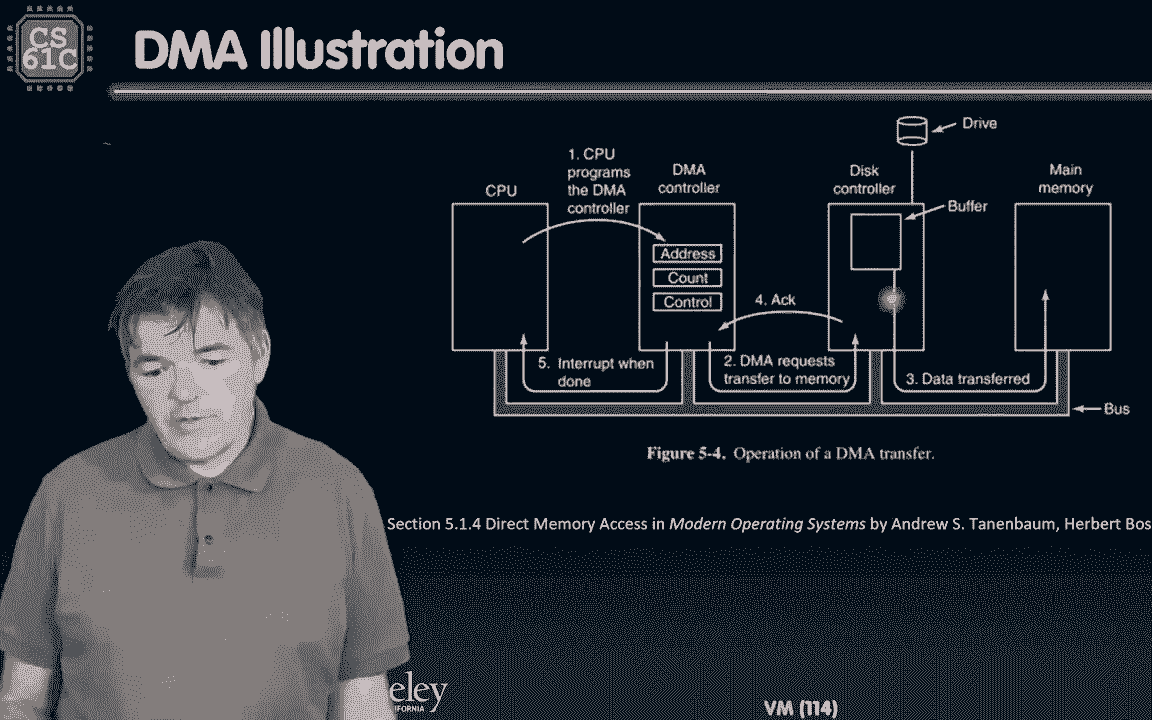 CS
61C
DMA Illustration
Drive
1. CPU
programs
the DMA
controller
CPU
DMA
controller
Disk
controller
Main
memory
Buffer
Address
Count
Control
4. Ack
5. Interrupt when
done
2. DMA requests
transfer to memory
3. Data transferred
Bus
Figure 5-4. Operation of a DMA transfer.
Section 5.1.4 Direct Memory Access in Modern Operating Systems by Andrew S. Tanenbaum, Herbert Bos
eley
IFORNIA
VM (114)